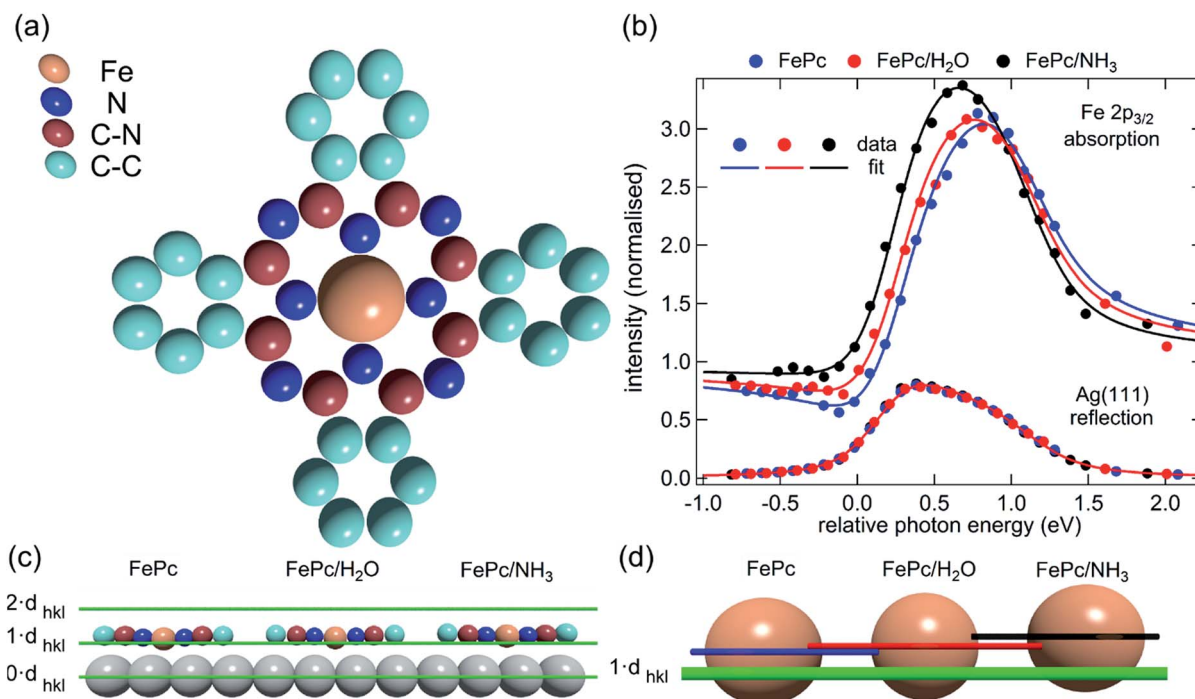 (a)
Fe
N
C-N
C-C
(b)
FePc FePc/H₂O FePc/NH₃
Fe 2p₃/₂
absorption
data
fit
Ag(111)
reflection
intensity (normalised)
3.0
2.5
2.0
1.5
1.0
0.5
0.0
-1.0 -0.5 0.0 0.5 1.0 1.5 2.0
relative photon energy (eV)
(c)
FePc FePc/H₂O FePc/NH₃
2·d hkl
1·d hkl
0·d hkl
(d)
FePc FePc/H₂O FePc/NH₃
1·d hkl